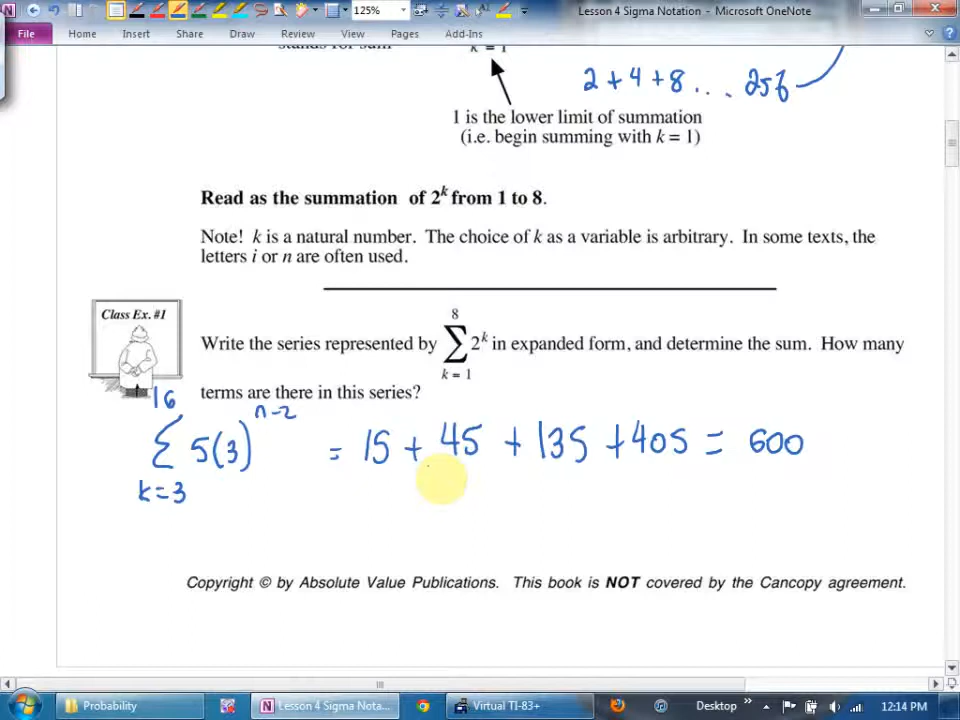 125%
Lesson 4 Sigma Notation - Microsoft OneNote
File Home Insert Share Draw Review Pages View Add-Ins
stands for sum
k = 1
2 + 4 + 8 . . . 256
1 is the lower limit of summation
(i.e. begin summing with k = 1)
Read as the summation of 2^k from 1 to 8.
Note! k is a natural number. The choice of k as a variable is arbitrary. In some texts, the
letters i or n are often used.
Class Ex. #1
8
Write the series represented by ∑ 2^k in expanded form, and determine the sum. How many
k = 1
terms are there in this series?
16
n-2
∑ 5(3) = 15 + 45 + 135 + 405 = 600
k = 3
Copyright © by Absolute Value Publications. This book is NOT covered by the Cancopy agreement.
Probability
Lesson 4 Sigma Nota...
Virtual TI-83+
Desktop
12:14 PM